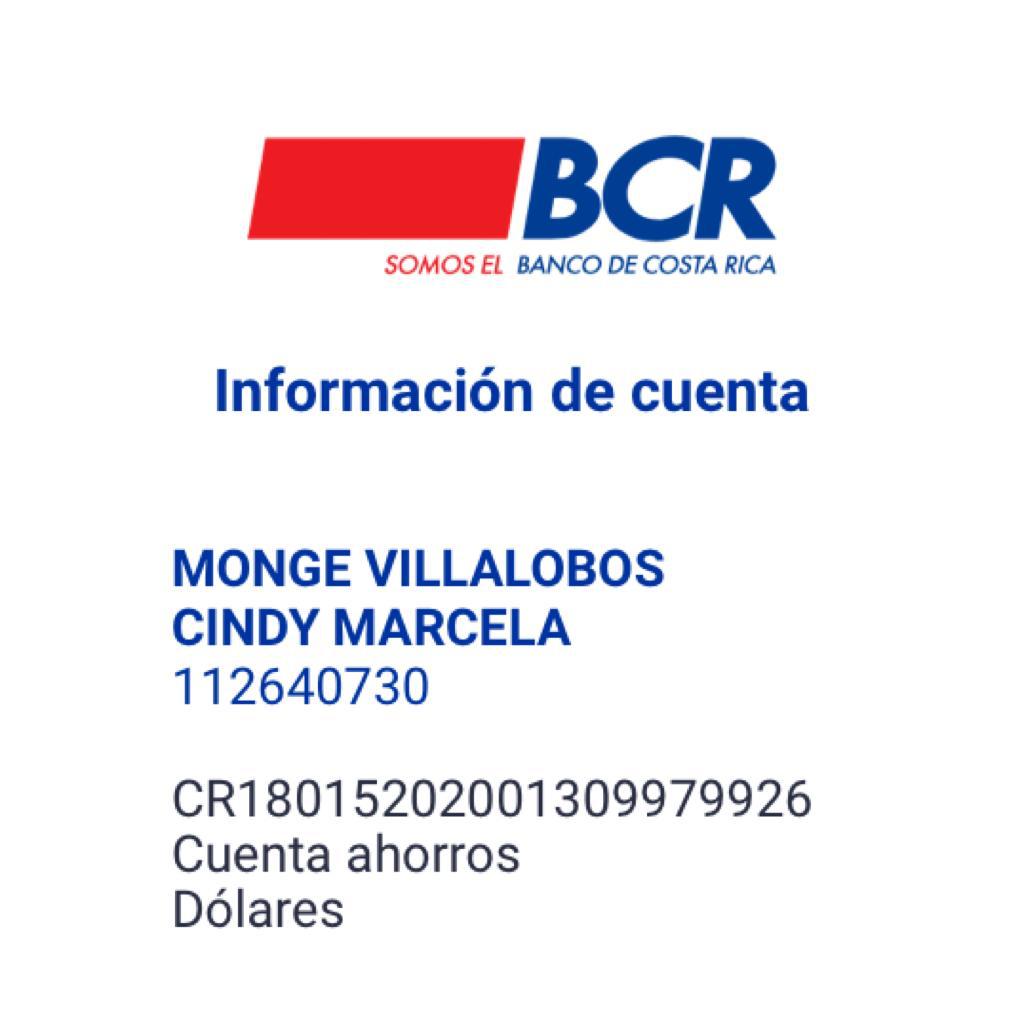 BCR
SOMOS EL BANCO DE COSTA RICA
Información de cuenta
MONGE VILLALOBOS
CINDY MARCELA
112640730
CR18015202001309979926
Cuenta ahorros
Dólares